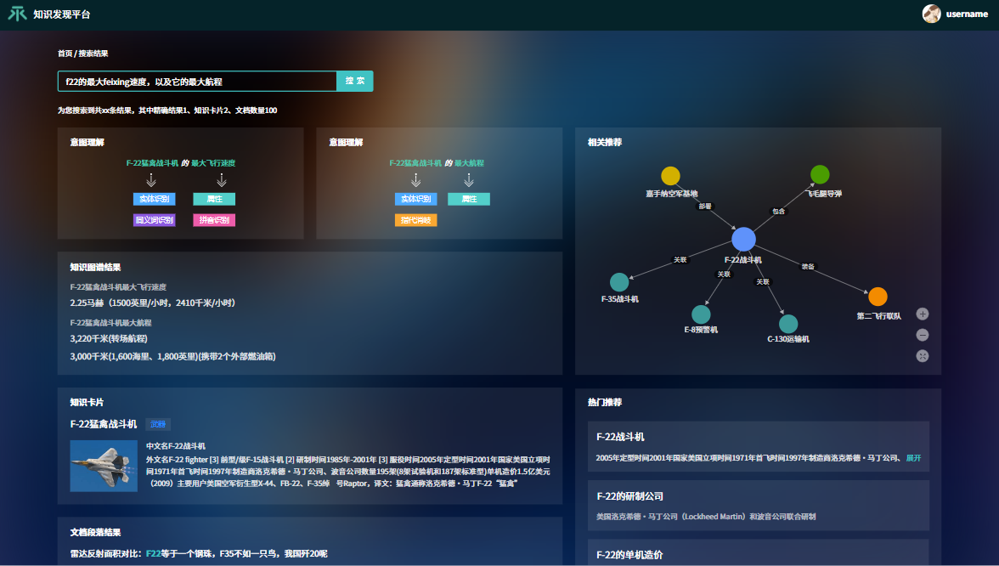 知识发现平台
username
首页 / 搜索结果
f22的最大feixing速度，以及它的最大航程
搜 索
为您搜索到共xx条结果，其中精确结果1、知识卡片2、文档数量100
意图理解
F-22猛禽战斗机 的 最大飞行速度
实体识别 属性
同义词识别 拼音识别
意图理解
F-22猛禽战斗机 的 最大航程
实体识别 属性
指代消歧
知识图谱结果
F-22猛禽战斗机最大飞行速度
2.25马赫（1500英里/小时，2410千米/小时）
F-22猛禽战斗机最大航程
3,220千米(转场航程)
3,000千米(1,600海里、1,800英里)(携带2个外部燃油箱)
知识卡片
F-22猛禽战斗机 武器
中文名F-22战斗机
外文名F-22 fighter [3] 前型/级F-15战斗机 [2] 研制时间1985年-2001年 [3] 服役时间2005年定型时间2001年国家美国立项时
间1971年首飞时间1997年制造商洛克希德·马丁公司、波音公司数量195架(8架试验机和187架标准型)单机造价1.5亿美元
（2009）主要用户美国空军衍生型X-44、FB-22、F-35绰 号Raptor，译文：猛禽通称洛克希德·马丁F-22“猛禽”
文档段落结果
雷达反射面积对比：F22等于一个钢珠，F35不如一只鸟，我国歼20呢
相关推荐
嘉手纳空军基地
飞毛腿导弹
部署
包含
F-22战斗机
关联
关联
关联
装备
F-35战斗机
E-8预警机
C-130运输机
第二飞行联队
热门推荐
F-22战斗机
2005年定型时间2001年国家美国立项时间1971年首飞时间1997年制造商洛克希德·马丁公司、 展开
F-22的研制公司
美国洛克希德·马丁公司（Lockheed Martin）和波音公司联合研制
F-22的单机造价